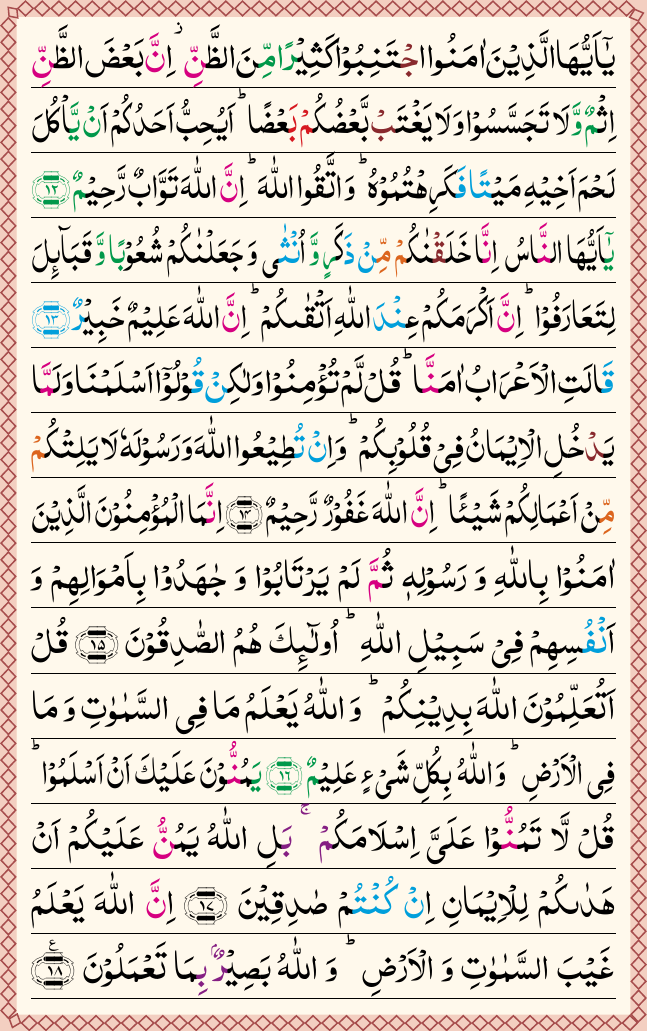 يٰۤاَيُّهَا الَّذِيْنَ اٰمَنُوا اجْتَنِبُوْا كَثِيْرًا مِّنَ الظَّنِّ ؗ اِنَّ بَعْضَ الظَّنِّ
اِثْمٌ وَّلَا تَجَسَّسُوْا وَلَا يَغْتَبْ بَّعْضُكُمْ بَعْضًا ؕ اَيُحِبُّ اَحَدُكُمْ اَنْ يَّاْكُلَ
لَحْمَ اَخِيْهِ مَيْتًا فَكَرِهْتُمُوْهُ ؕ وَاتَّقُوا اللّٰهَ ؕ اِنَّ اللّٰهَ تَوَّابٌ رَّحِيْمٌ ۝۱۲
يٰۤاَيُّهَا النَّاسُ اِنَّا خَلَقْنٰكُمْ مِّنْ ذَكَرٍ وَّ اُنْثٰى وَجَعَلْنٰكُمْ شُعُوْبًا وَّ قَبَآئِلَ
لِتَعَارَفُوْا ؕ اِنَّ اَكْرَمَكُمْ عِنْدَ اللّٰهِ اَتْقٰىكُمْ ؕ اِنَّ اللّٰهَ عَلِيْمٌ خَبِيْرٌ ۝۱۳
قَالَتِ الْاَعْرَابُ اٰمَنَّا ؕ قُلْ لَّمْ تُؤْمِنُوْا وَلٰكِنْ قُوْلُوْۤا اَسْلَمْنَا وَلَمَّا
يَدْخُلِ الْاِيْمَانُ فِيْ قُلُوْبِكُمْ ؕ وَاِنْ تُطِيْعُوا اللّٰهَ وَرَسُوْلَهٗ لَا يَلِتْكُمْ
مِّنْ اَعْمَالِكُمْ شَيْئًا ؕ اِنَّ اللّٰهَ غَفُوْرٌ رَّحِيْمٌ ۝۱۴ اِنَّمَا الْمُؤْمِنُوْنَ الَّذِيْنَ
اٰمَنُوْا بِاللّٰهِ وَ رَسُوْلِهٖ ثُمَّ لَمْ يَرْتَابُوْا وَ جٰهَدُوْا بِاَمْوَالِهِمْ وَ
اَنْفُسِهِمْ فِيْ سَبِيْلِ اللّٰهِ ؕ اُولٰٓئِكَ هُمُ الصّٰدِقُوْنَ ۝۱۵ قُلْ
اَتُعَلِّمُوْنَ اللّٰهَ بِدِيْنِكُمْ ؕ وَ اللّٰهُ يَعْلَمُ مَا فِى السَّمٰوٰتِ وَ مَا
فِى الْاَرْضِ ؕ وَ اللّٰهُ بِكُلِّ شَيْءٍ عَلِيْمٌ ۝۱۶ يَمُنُّوْنَ عَلَيْكَ اَنْ اَسْلَمُوْا ؕ
قُلْ لَّا تَمُنُّوْا عَلَيَّ اِسْلَامَكُمْ ۚ بَلِ اللّٰهُ يَمُنُّ عَلَيْكُمْ اَنْ
هَدٰىكُمْ لِلْاِيْمَانِ اِنْ كُنْتُمْ صٰدِقِيْنَ ۝۱۷ اِنَّ اللّٰهَ يَعْلَمُ
غَيْبَ السَّمٰوٰتِ وَ الْاَرْضِ ؕ وَ اللّٰهُ بَصِيْرٌۢ بِمَا تَعْمَلُوْنَ ۝۱۸ ع